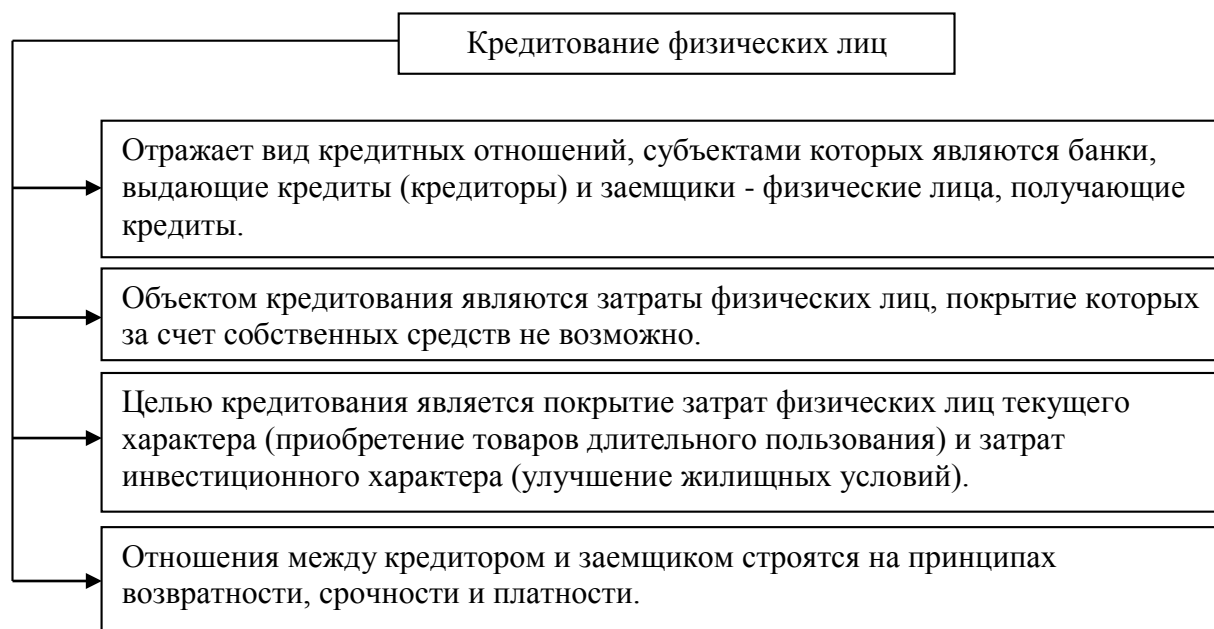 Кредитование физических лиц
Отражает вид кредитных отношений, субъектами которых являются банки,
выдающие кредиты (кредиторы) и заемщики - физические лица, получающие
кредиты.
Объектом кредитования являются затраты физических лиц, покрытие которых
за счет собственных средств не возможно.
Целью кредитования является покрытие затрат физических лиц текущего
характера (приобретение товаров длительного пользования) и затрат
инвестиционного характера (улучшение жилищных условий).
Отношения между кредитором и заемщиком строятся на принципах
возвратности, срочности и платности.